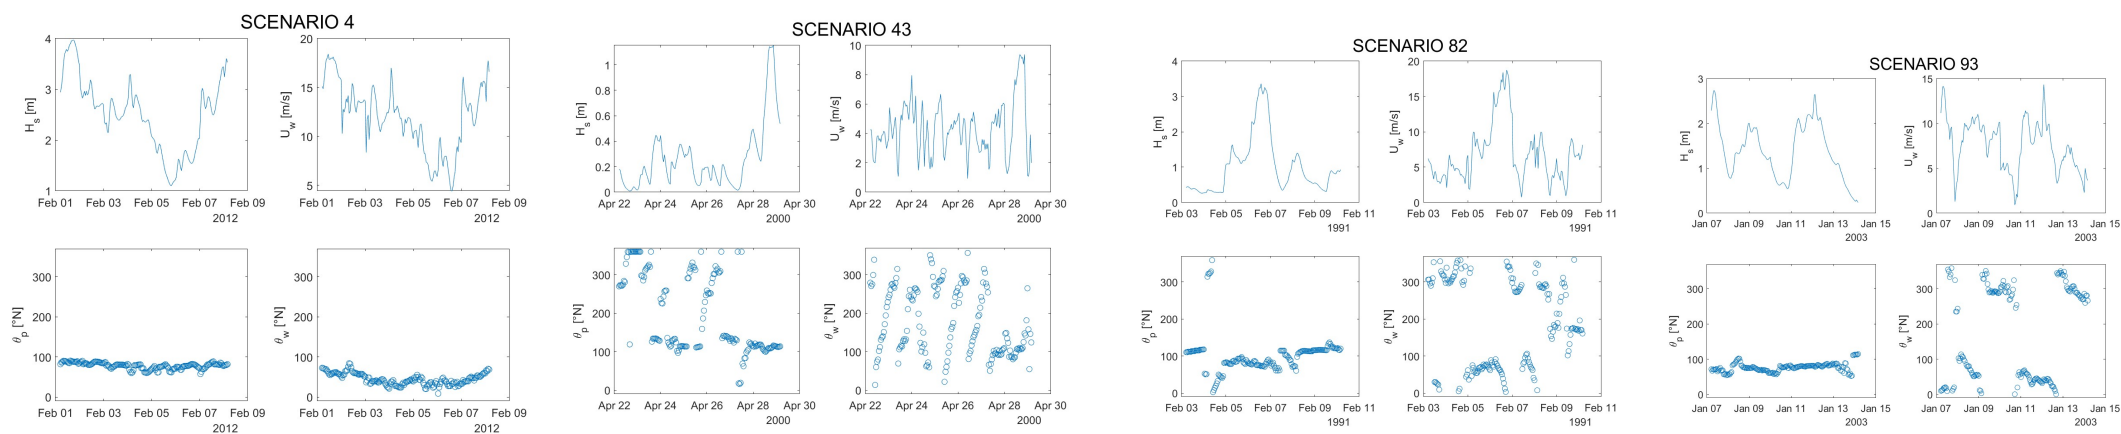 SCENARIO 4
4
3
2
1
H_s [m]
Feb 01 Feb 03 Feb 05 Feb 07 Feb 09
2012
20
15
10
5
U_w [m/s]
Feb 01 Feb 03 Feb 05 Feb 07 Feb 09
2012
300
200
100
0
θ_p [°N]
Feb 01 Feb 03 Feb 05 Feb 07 Feb 09
2012
300
200
100
0
θ_w [°N]
Feb 01 Feb 03 Feb 05 Feb 07 Feb 09
2012
SCENARIO 43
1
0.8
0.6
0.4
0.2
0
H_s [m]
Apr 22 Apr 24 Apr 26 Apr 28 Apr 30
2000
10
8
6
4
2
0
U_w [m/s]
Apr 22 Apr 24 Apr 26 Apr 28 Apr 30
2000
300
200
100
0
θ_p [°N]
Apr 22 Apr 24 Apr 26 Apr 28 Apr 30
2000
300
200
100
0
θ_w [°N]
Apr 22 Apr 24 Apr 26 Apr 28 Apr 30
2000
SCENARIO 82
4
3
2
1
0
H_s [m]
Feb 03 Feb 05 Feb 07 Feb 09 Feb 11
1991
20
15
10
5
0
U_w [m/s]
Feb 03 Feb 05 Feb 07 Feb 09 Feb 11
1991
300
200
100
0
θ_p [°N]
Feb 03 Feb 05 Feb 07 Feb 09 Feb 11
1991
300
200
100
0
θ_w [°N]
Feb 03 Feb 05 Feb 07 Feb 09 Feb 11
1991
SCENARIO 93
3
2
1
0
H_s [m]
Jan 07 Jan 09 Jan 11 Jan 13 Jan 15
2003
15
10
5
0
U_w [m/s]
Jan 07 Jan 09 Jan 11 Jan 13 Jan 15
2003
300
200
100
0
θ_p [°N]
Jan 07 Jan 09 Jan 11 Jan 13 Jan 15
2003
300
200
100
0
θ_w [°N]
Jan 07 Jan 09 Jan 11 Jan 13 Jan 15
2003